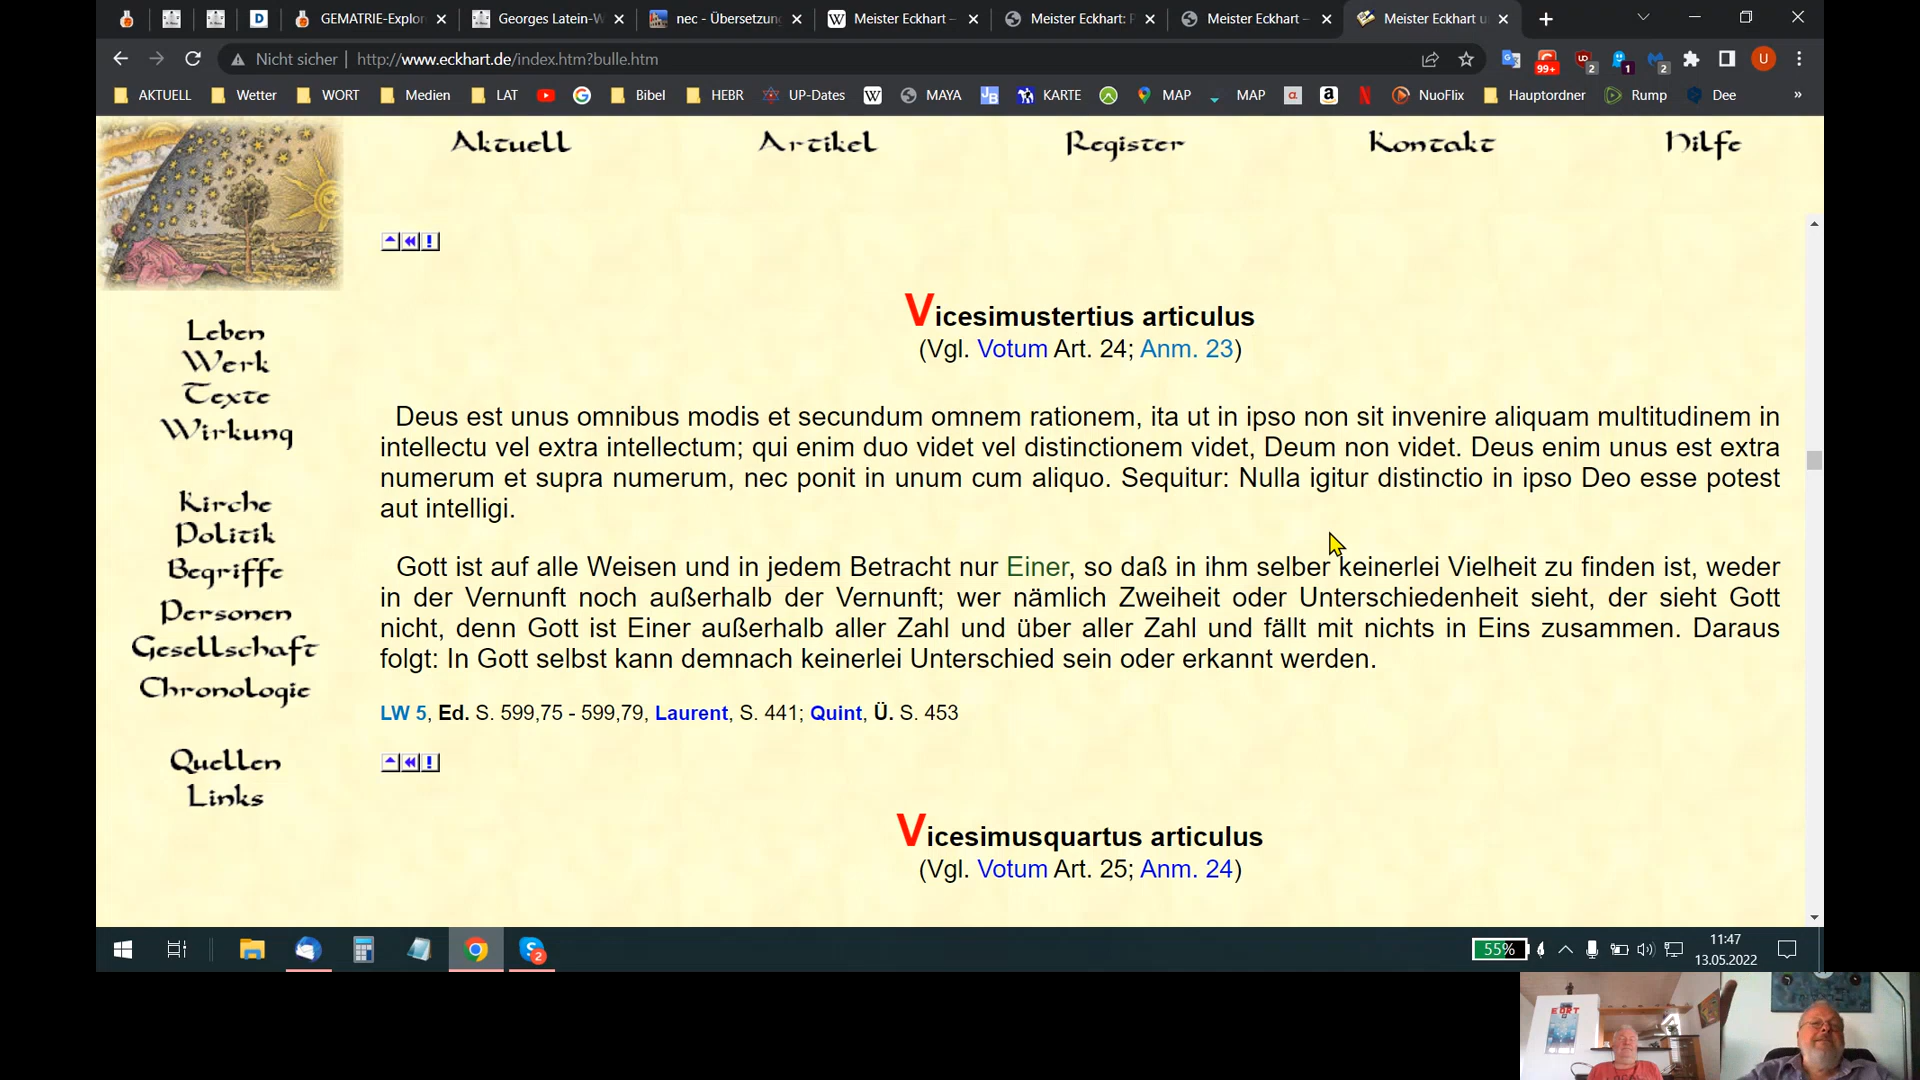 GEMATRIE-Explor
Georges Latein-W
nec - Übersetzung
Meister Eckhart –
Meister Eckhart: P
Meister Eckhart –
Meister Eckhart u
Nicht sicher | http://www.eckhart.de/index.htm?bulle.htm
99+ 2 1 2 U
AKTUELL Wetter WORT Medien LAT Bibel HEBR UP-Dates MAYA KARTE MAP MAP NuoFlix Hauptordner Rump Dee »
Aktuell Artikel Register Kontakt Hilfe
Leben
Werk
Texte
Wirkung
Kirche
Politik
Begriffe
Personen
Gesellschaft
Chronologie
Quellen
Links
Vicesimustertius articulus
(Vgl. Votum Art. 24; Anm. 23)
Deus est unus omnibus modis et secundum omnem rationem, ita ut in ipso non sit invenire aliquam multitudinem in
intellectu vel extra intellectum; qui enim duo videt vel distinctionem videt, Deum non videt. Deus enim unus est extra
numerum et supra numerum, nec ponit in unum cum aliquo. Sequitur: Nulla igitur distinctio in ipso Deo esse potest
aut intelligi.
Gott ist auf alle Weisen und in jedem Betracht nur Einer, so daß in ihm selber keinerlei Vielheit zu finden ist, weder
in der Vernunft noch außerhalb der Vernunft; wer nämlich Zweiheit oder Unterschiedenheit sieht, der sieht Gott
nicht, denn Gott ist Einer außerhalb aller Zahl und über aller Zahl und fällt mit nichts in Eins zusammen. Daraus
folgt: In Gott selbst kann demnach keinerlei Unterschied sein oder erkannt werden.
LW 5, Ed. S. 599,75 - 599,79, Laurent, S. 441; Quint, Ü. S. 453
Vicesimusquartus articulus
(Vgl. Votum Art. 25; Anm. 24)
2
55%
11:47
13.05.2022